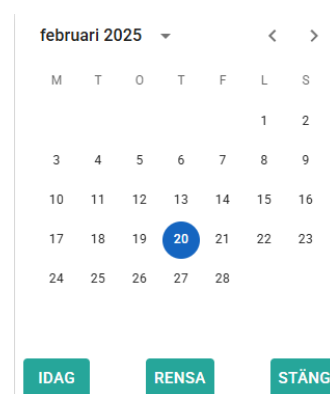 februari 2025
M T O T F L S
1 2
3 4 5 6 7 8 9
10 11 12 13 14 15 16
17 18 19 20 21 22 23
24 25 26 27 28
IDAG RENSA STÄNG